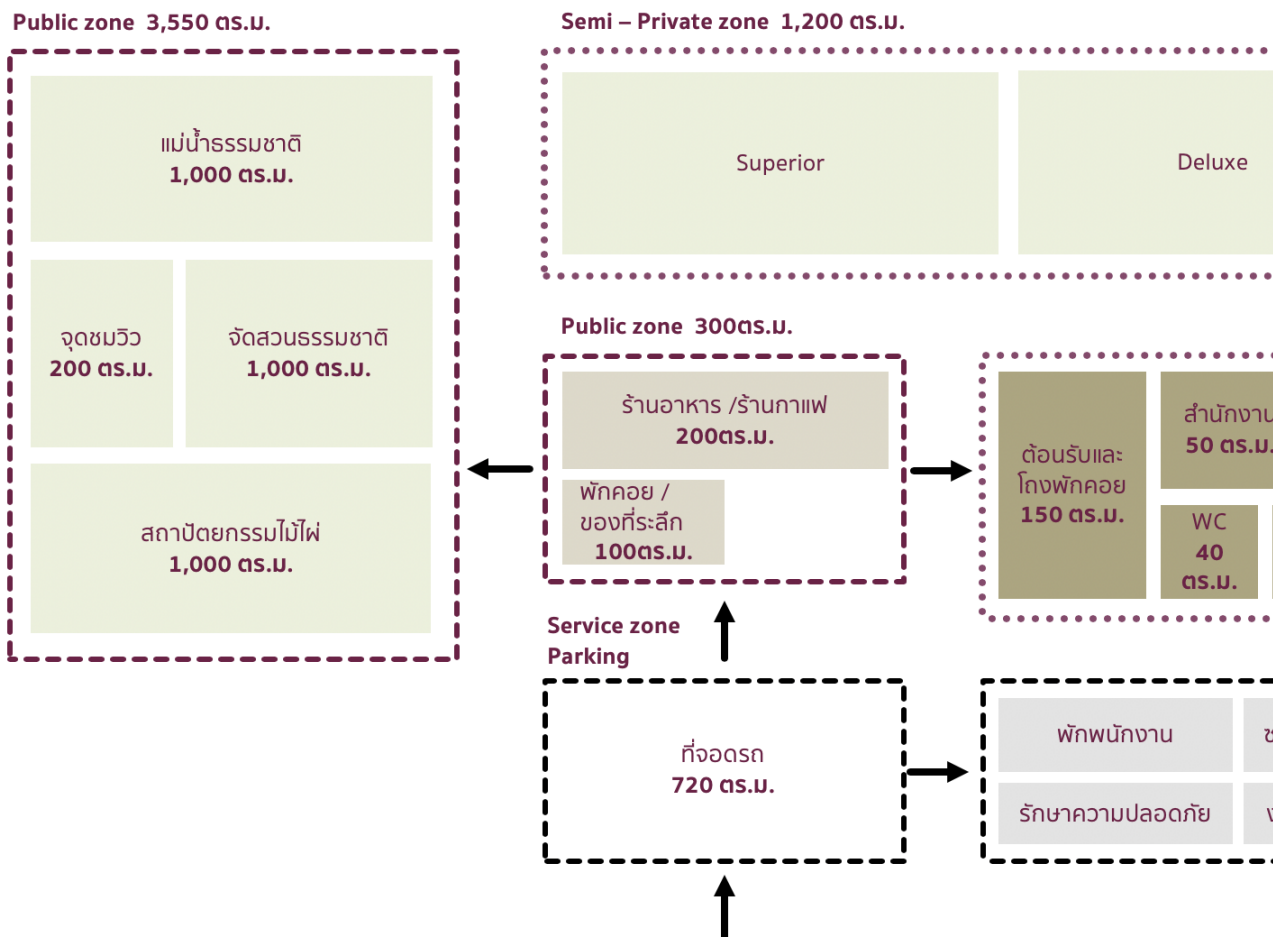 Public zone 3,550 ตร.ม.
แม่น้ำธรรมชาติ
1,000 ตร.ม.
จุดชมวิว
200 ตร.ม.
จัดสวนธรรมชาติ
1,000 ตร.ม.
สถาปัตยกรรมไม้ไผ่
1,000 ตร.ม.
Semi – Private zone 1,200 ตร.ม.
Superior
Deluxe
Public zone 300ตร.ม.
ร้านอาหาร /ร้านกาแฟ
200ตร.ม.
พักคอย /
ของที่ระลึก
100ตร.ม.
ต้อนรับและ
โถงพักคอย
150 ตร.ม.
สำนักงาน
50 ตร.ม.
WC
40
ตร.ม.
Service zone
Parking
ที่จอดรถ
720 ตร.ม.
พักพนักงาน
รักษาความปลอดภัย